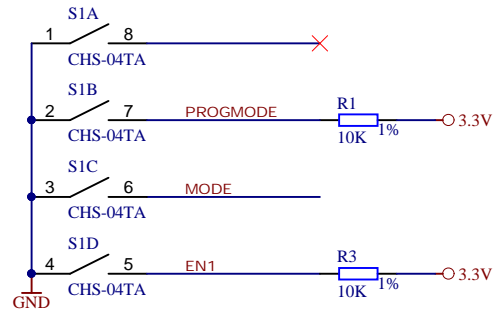 S1A
1 8
CHS-04TA
S1B
2 7 PROGMODE R1 10K 1% 3.3V
CHS-04TA
S1C
3 6 MODE
CHS-04TA
S1D
4 5 EN1 R3 10K 1% 3.3V
CHS-04TA
GND